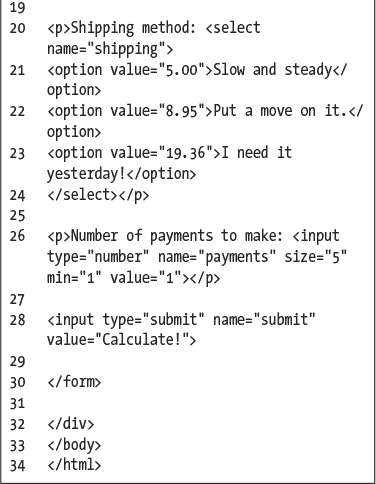 19
20 <p>Shipping method: <select
name="shipping">
21 <option value="5.00">Slow and steady</
option>
22 <option value="8.95">Put a move on it.</
option>
23 <option value="19.36">I need it
yesterday!</option>
24 </select></p>
25
26 <p>Number of payments to make: <input
type="number" name="payments" size="5"
min="1" value="1"></p>
27
28 <input type="submit" name="submit"
value="Calculate!">
29
30 </form>
31
32 </div>
33 </body>
34 </html>